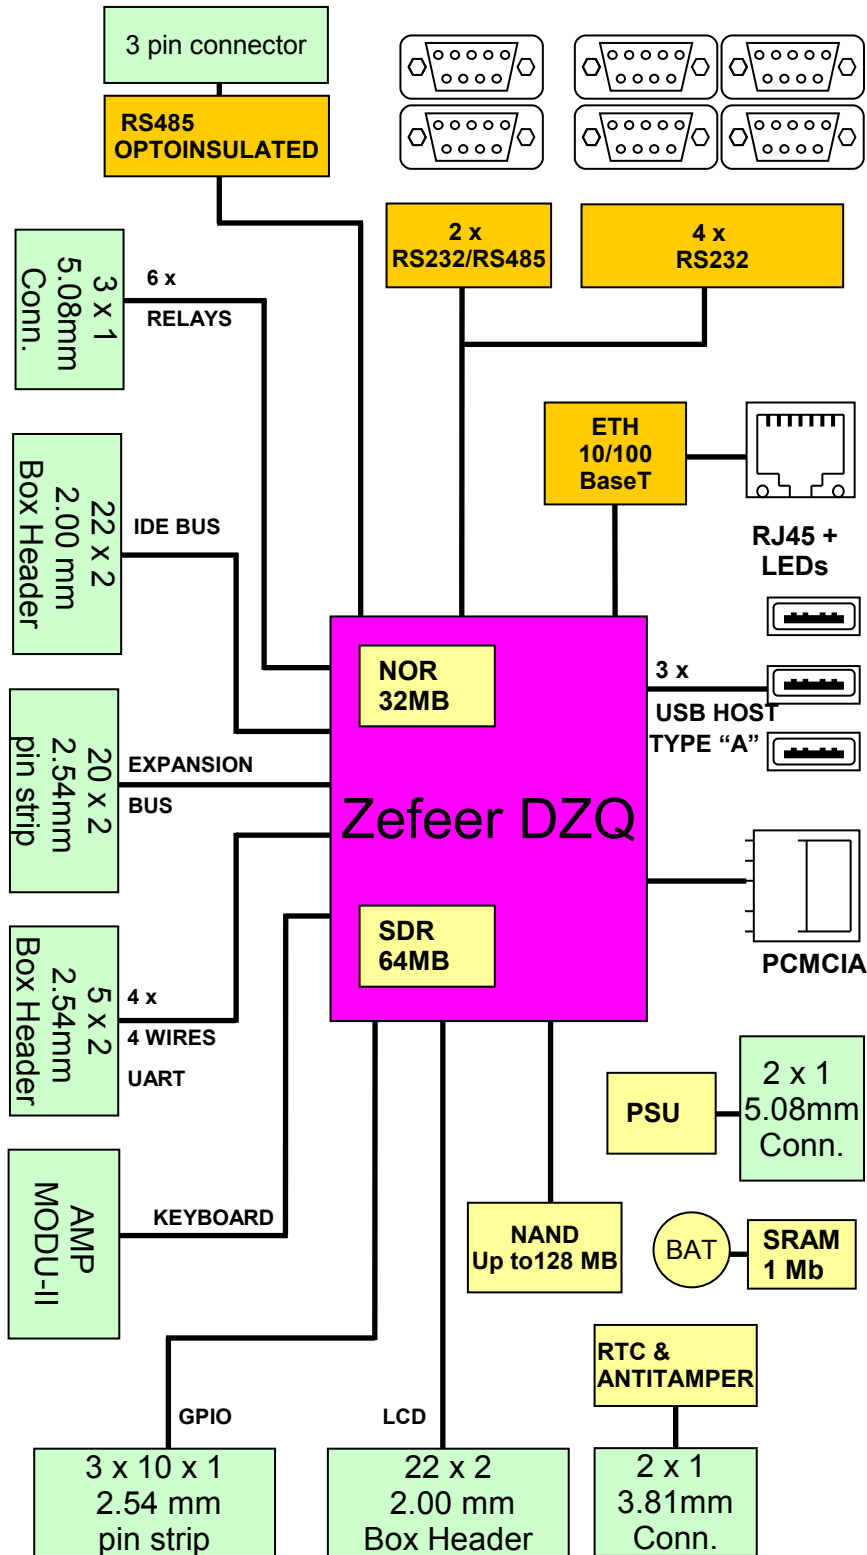 3 pin connector
RS485
OPTOINSULATED
2 x
RS232/RS485
4 x
RS232
3 x 1
5.08mm
Conn.
6 x
RELAYS
ETH
10/100
BaseT
RJ45 +
LEDs
22 x 2
2.00 mm
Box Header
IDE BUS
NOR
32MB
3 x
USB HOST
TYPE “A”
20 x 2
2.54mm
pin strip
EXPANSION
BUS
Zefeer DZQ
SDR
64MB
PCMCIA
5 x 2
2.54mm
Box Header
4 x
4 WIRES
UART
PSU
2 x 1
5.08mm
Conn.
AMP
MODU-II
KEYBOARD
NAND
Up to128 MB
BAT
SRAM
1 Mb
RTC &
ANTITAMPER
GPIO
LCD
3 x 10 x 1
2.54 mm
pin strip
22 x 2
2.00 mm
Box Header
2 x 1
3.81mm
Conn.